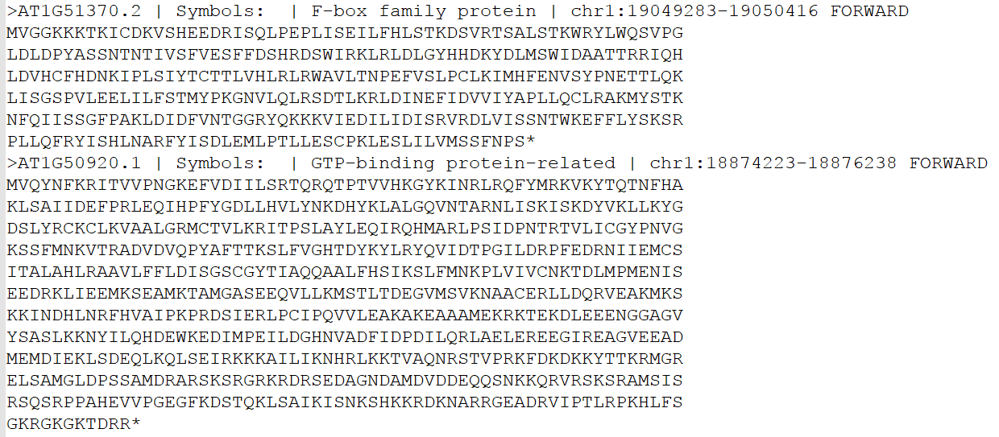 >AT1G51370.2 | Symbols:  | F-box family protein | chr1:19049283-19050416 FORWARD
MVGGKKKTKICDKVSHEEDRISQLPEPLISEILFHLSTKDSVRTSALSTKWRYLWQSVPG
LDLDPYASSNTNTIVSFVESFFDSHRDSWIRKLRLDLGYHHDKYDLMSWIDAATTRRIQH
LDVHCFHDNKIPLSIYTCTTLVHLRLRWAVLTNPEFVSLPCLKIMHFENVSYPNETTLQK
LISGSPVLEELILFSTMYPKGNVLQLRSDTLKRLDINEFIDVVIYAPLLQCLRAKMYSTK
NFQIISSGFPAKLDIDFVNTGGRYQKKKVIEDILIDISRVRDLVISSNTWKEFFLYSKSR
PLLQFRYISHLNARFYISDLEMLPTLLESCPKLESLILVMSSFNPS*
>AT1G50920.1 | Symbols:  | GTP-binding protein-related | chr1:18874223-18876238 FORWARD
MVQYNFKRITVVPNGKEFVDIILSRTQRQTPTVVHKGYKINRLRQFYMRKVKYTQTNFHA
KLSAIIDEFPRLEQIHPFYGDLLHVLYNKDHYKLALGQVNTARNLISKISKDYVKLLKYG
DSLYRCKCLKVAALGRMCTVLKRITPSLAYLEQIRQHMARLPSIDPNTRTVLICGYPNVG
KSSFMNKVTRADVDVQPYAFTTKSLFVGHTDYKYLRYQVIDTPGILDRPFEDRNIIEMCS
ITALAHLRAAVLFFLDISGSCGYTIAQQAALFHSIKSLFMNKPLVIVCNKTDLMPMENIS
EEDRKLIEEMKSEAMKTAMGASEEQVLLKMSTLTDEGVMSVKNAACERLLDQRVEAKMKS
KKINDHLNRFHVAIPKPRDSIERLPCIPQVVLEAKAKEAAAMEKRKTEKDLEEENGGAGV
YSASLKKNYILQHDEWKEDIMPEILDGHNVADFIDPDILQRLAELEREEGIREAGVEEAD
MEMDIEKLSDEQLKQLSEIRKKKAILIKNHRLKKTVAQNRSTVPRKFDKDKKYTTKRMGR
ELSAMGLDPSSAMDRARSKSRGRKRDRSEDAGNDAMDVDDEQQSNKKQRVRSKSRAMSIS
RSQSRPPAHEVVPGEGFKDSTQKLSAIKISNKSHKKRDKNARRGEADRVIPTLRPKHLFS
GKRGKGKTDRR*